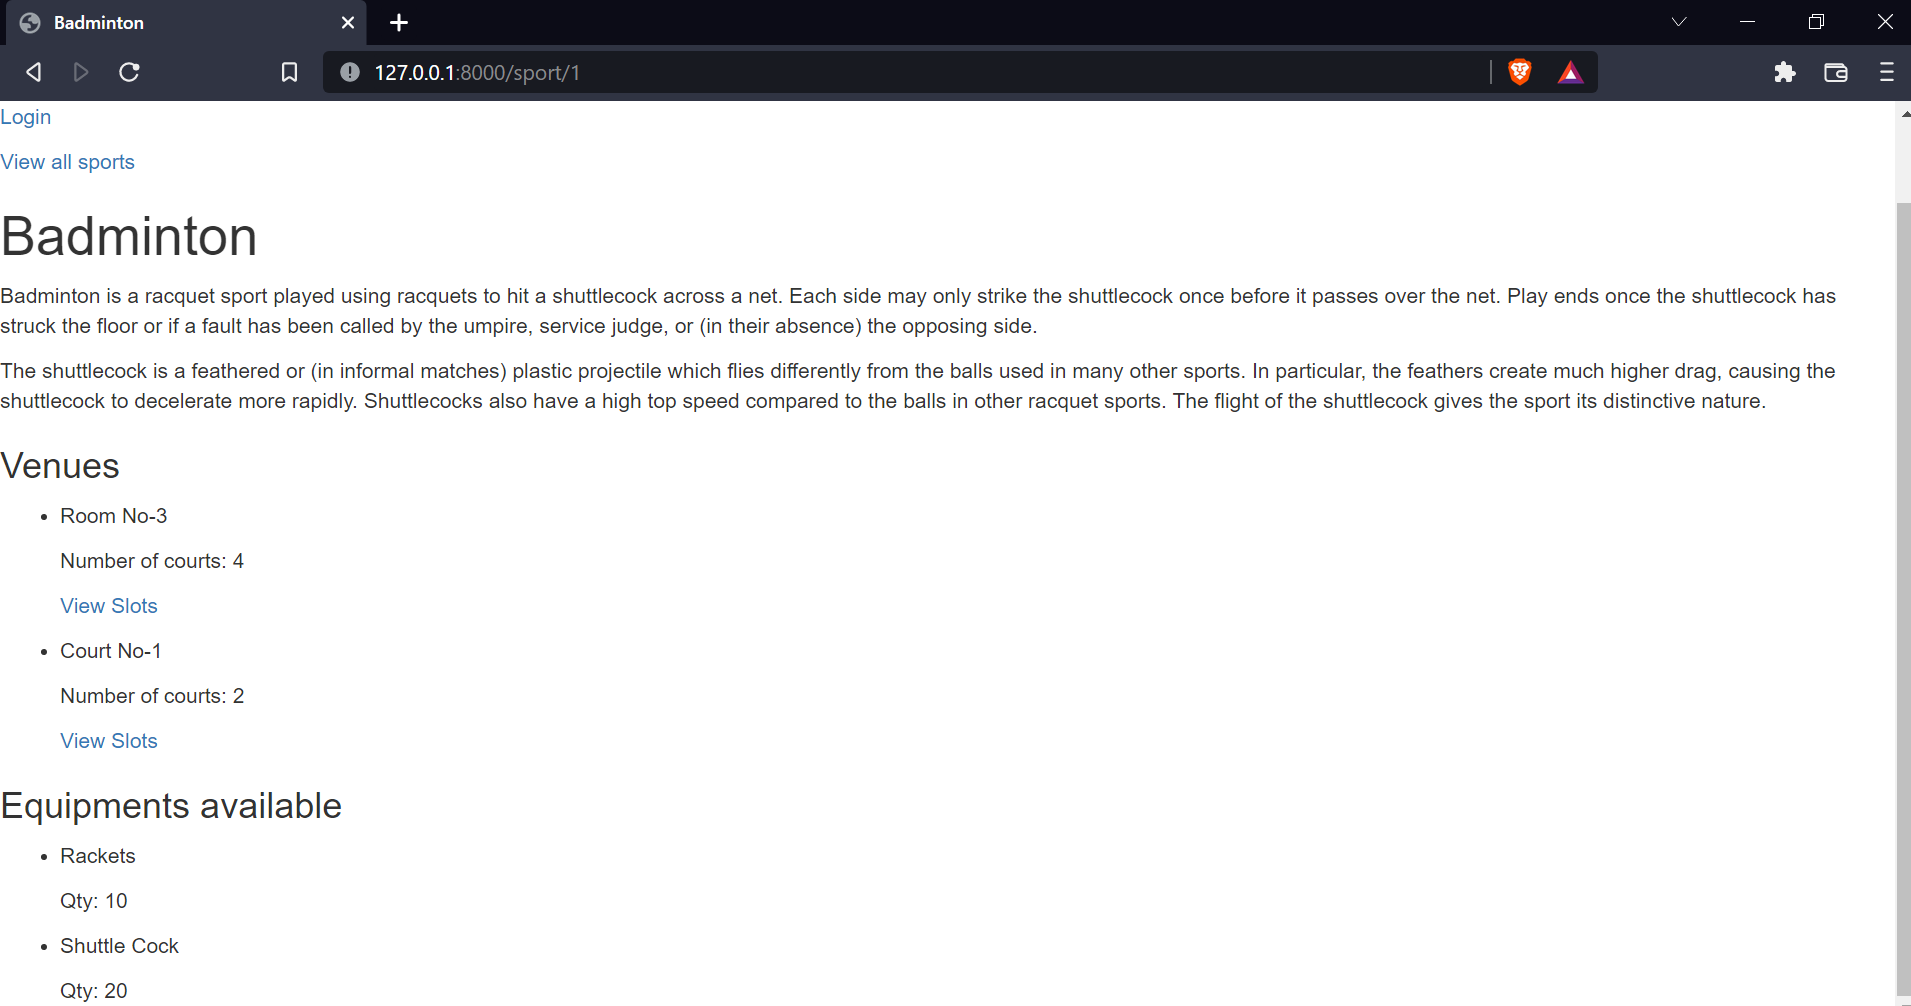 Badminton
127.0.0.1:8000/sport/1
Login
View all sports
Badminton
Badminton is a racquet sport played using racquets to hit a shuttlecock across a net. Each side may only strike the shuttlecock once before it passes over the net. Play ends once the shuttlecock has
struck the floor or if a fault has been called by the umpire, service judge, or (in their absence) the opposing side.
The shuttlecock is a feathered or (in informal matches) plastic projectile which flies differently from the balls used in many other sports. In particular, the feathers create much higher drag, causing the
shuttlecock to decelerate more rapidly. Shuttlecocks also have a high top speed compared to the balls in other racquet sports. The flight of the shuttlecock gives the sport its distinctive nature.
Venues
• Room No-3
Number of courts: 4
View Slots
• Court No-1
Number of courts: 2
View Slots
Equipments available
• Rackets
Qty: 10
• Shuttle Cock
Qty: 20